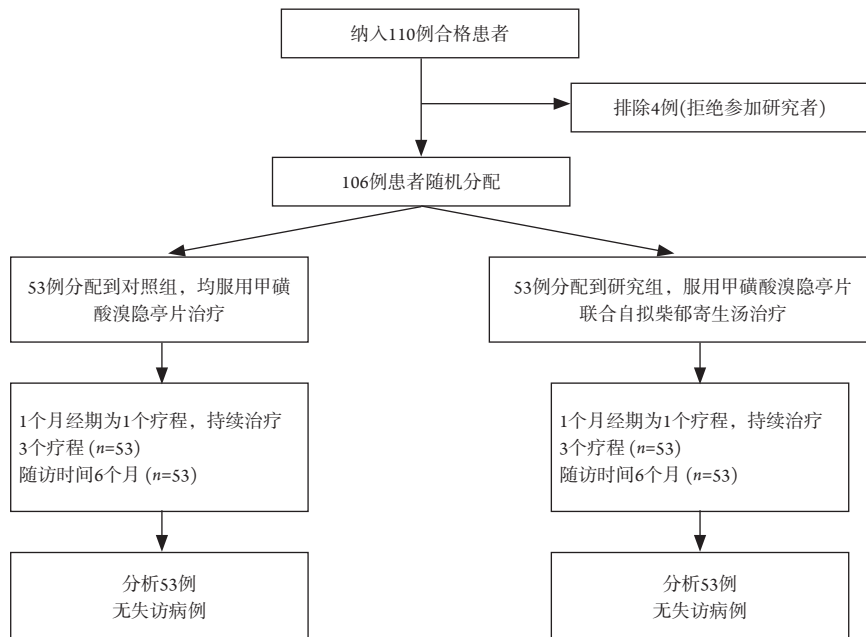 纳入110例合格患者
排除4例(拒绝参加研究者)
106例患者随机分配
53例分配到对照组，均服用甲磺
酸溴隐亭片治疗
53例分配到研究组，服用甲磺酸溴隐亭片
联合自拟柴郁寄生汤治疗
1个月经期为1个疗程，持续治疗
3个疗程 (n=53)
随访时间6个月 (n=53)
1个月经期为1个疗程，持续治疗
3个疗程 (n=53)
随访时间6个月 (n=53)
分析53例
无失访病例
分析53例
无失访病例